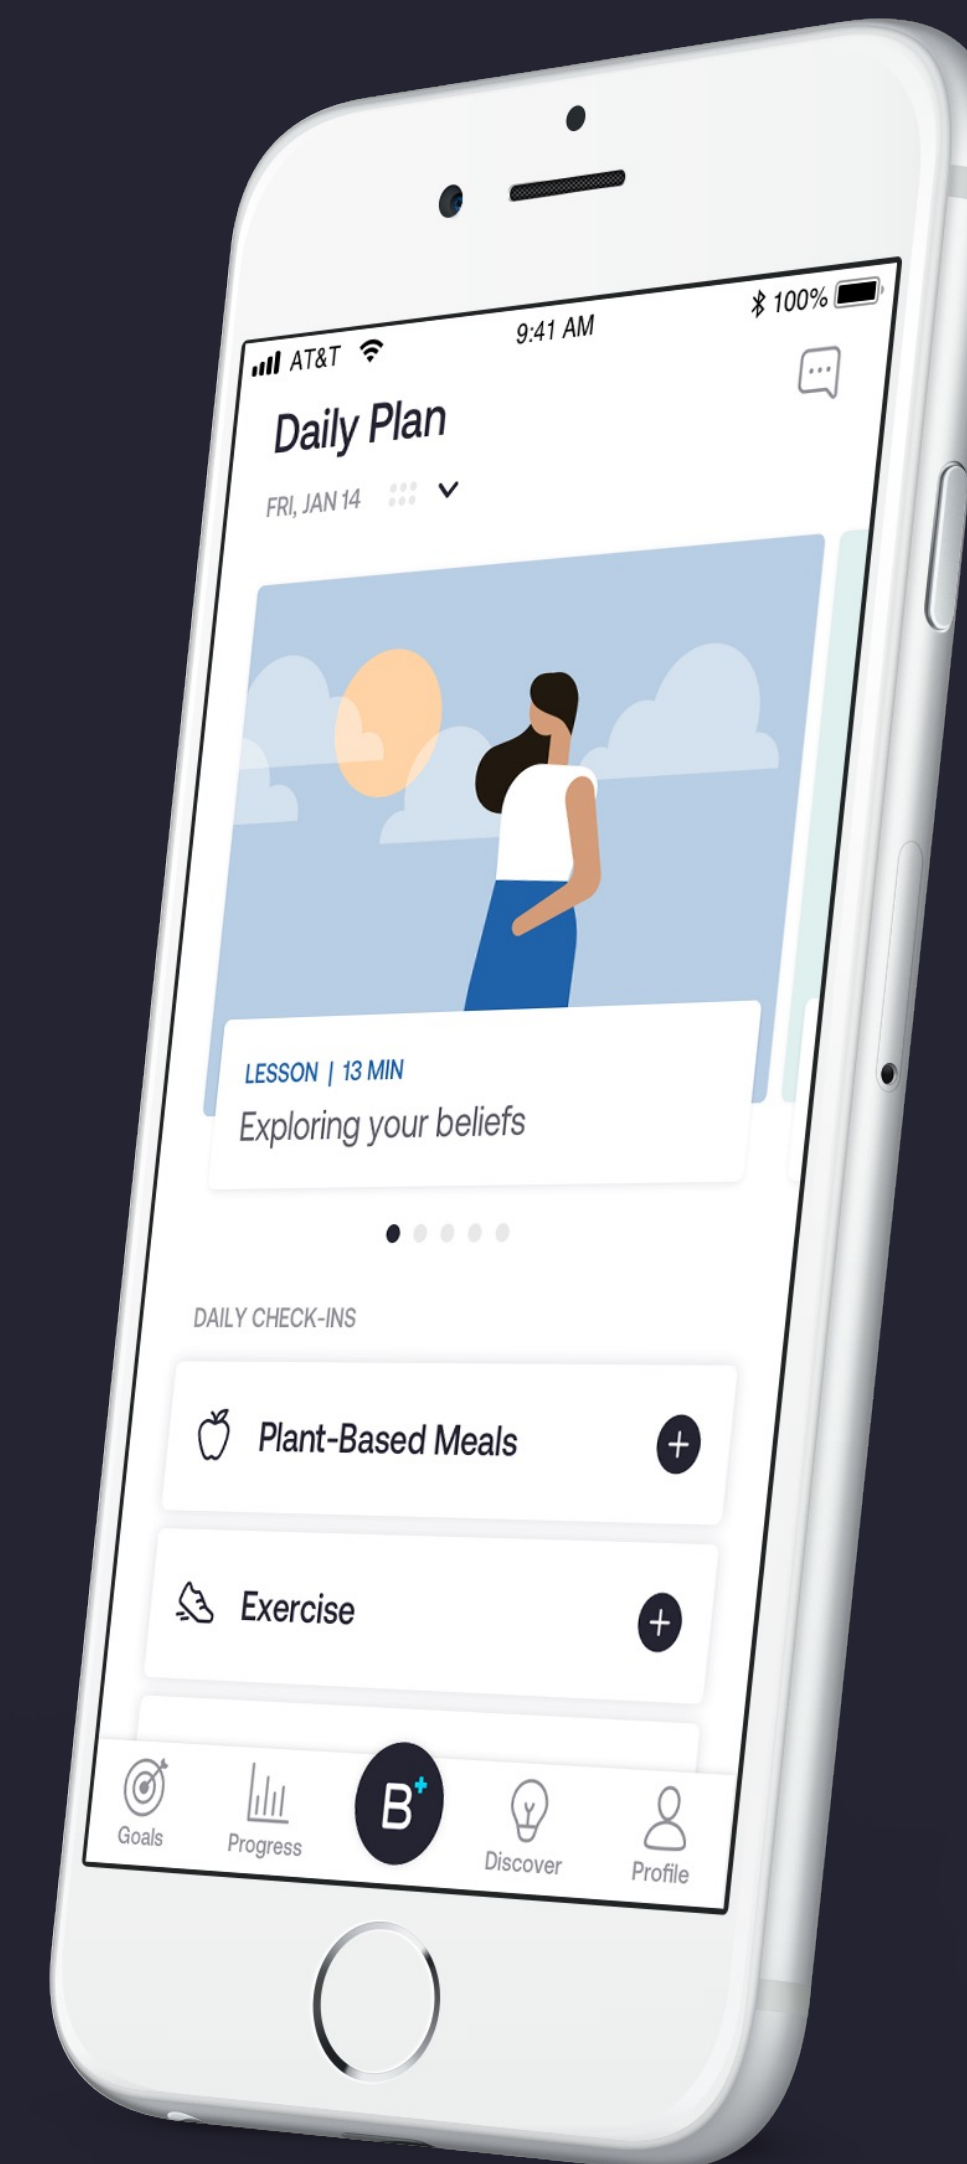 AT&T 9:41 AM 100%
Daily Plan
FRI, JAN 14
LESSON | 13 MIN
Exploring your beliefs
DAILY CHECK-INS
Plant-Based Meals
Exercise
Goals Progress B+ Discover Profile